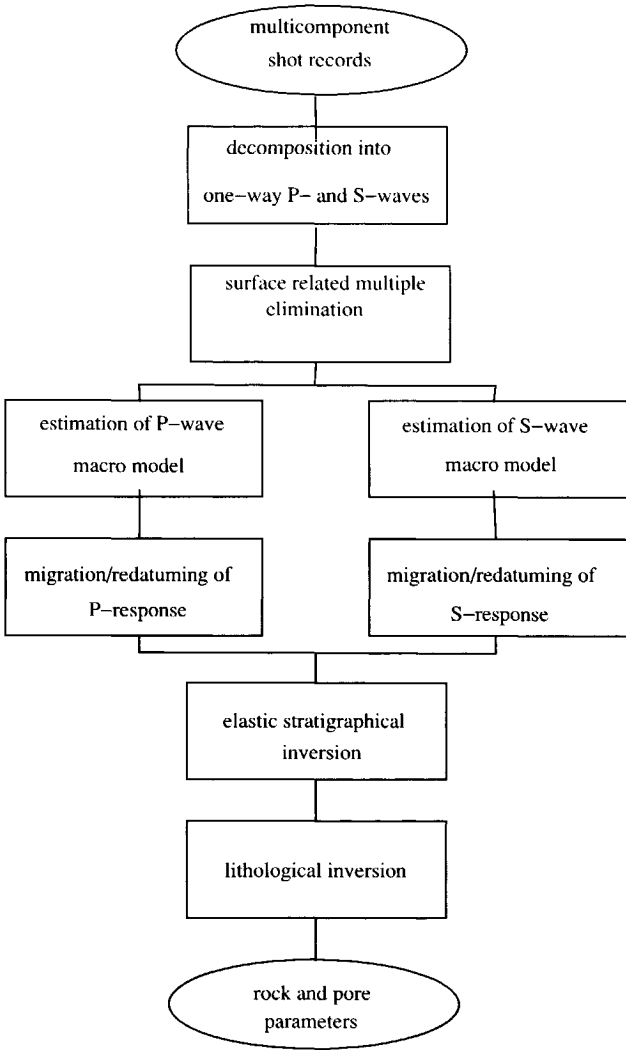 multicomponent
shot records
decomposition into
one-way P- and S-waves
surface related multiple
elimination
estimation of P-wave
macro model
estimation of S-wave
macro model
migration/redatuming of
P-response
migration/redatuming of
S-response
elastic stratigraphical
inversion
lithological inversion
rock and pore
parameters